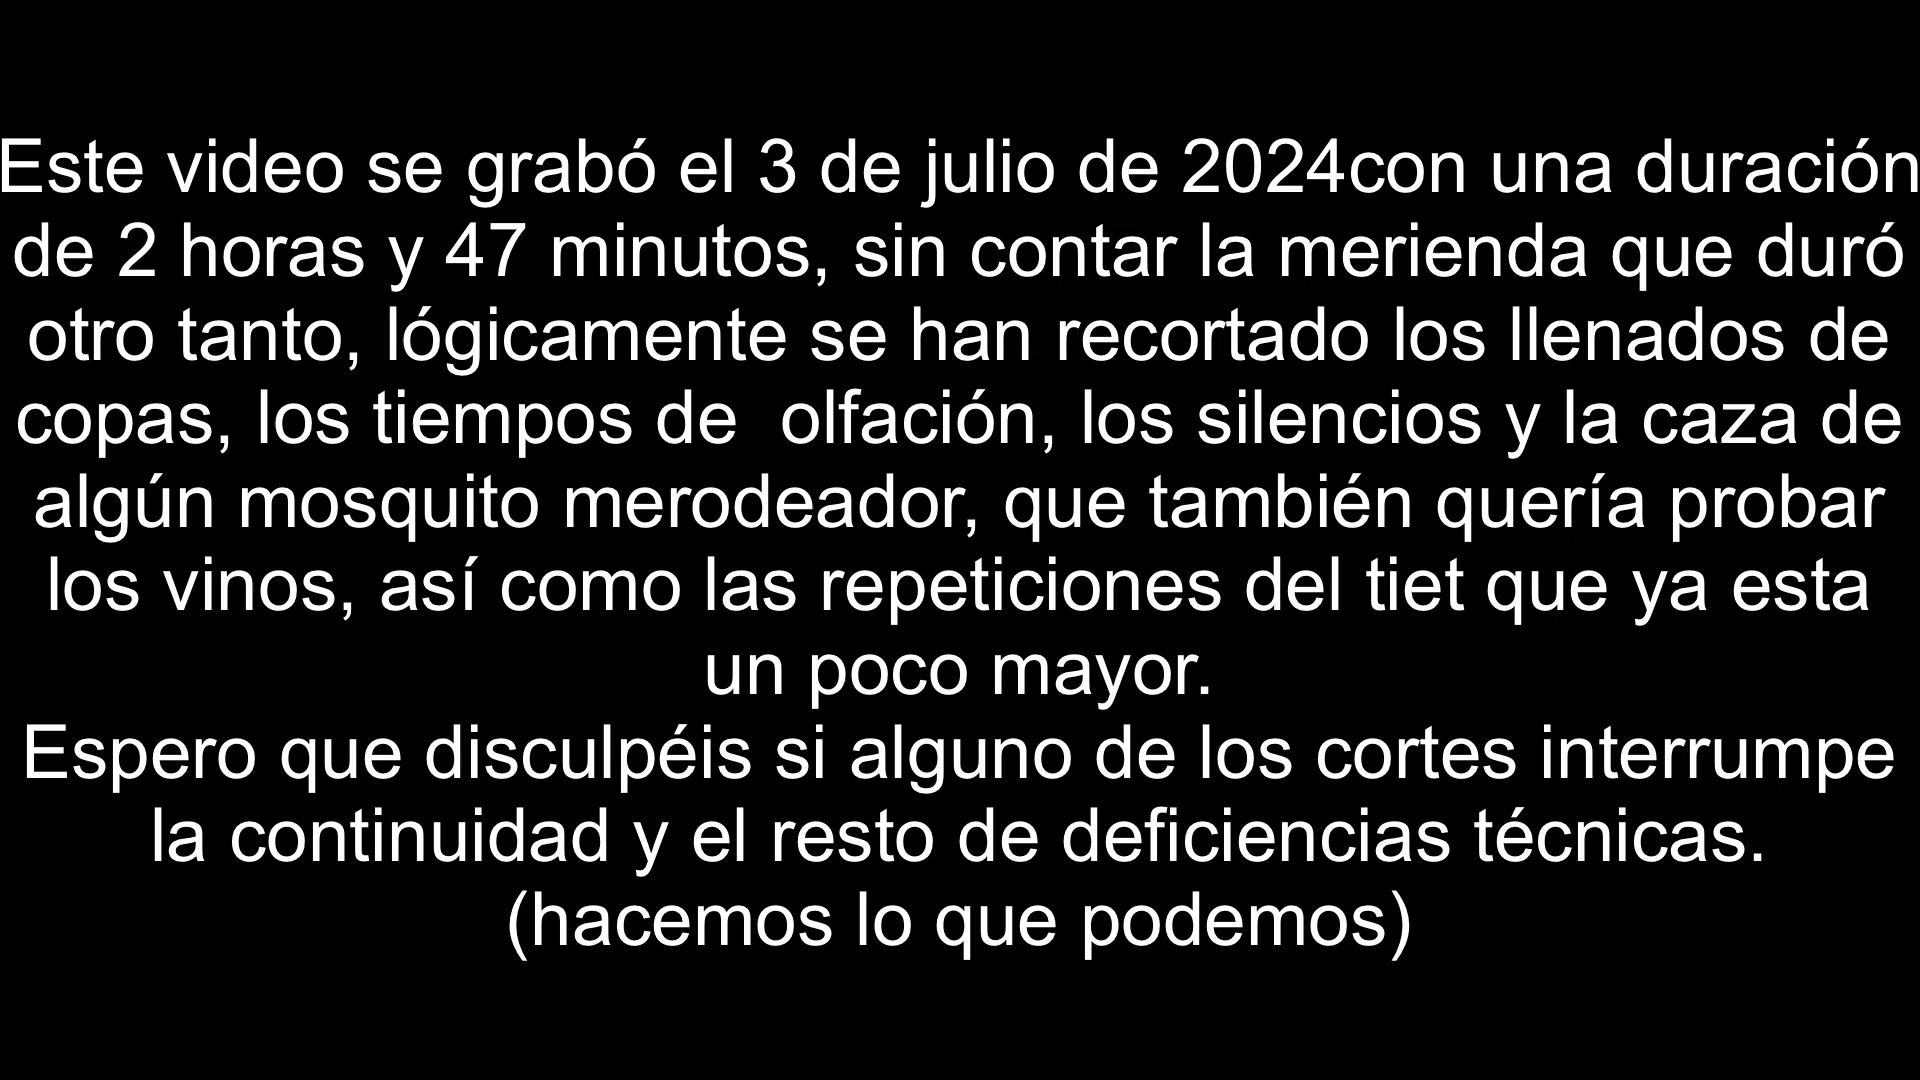 Este video se grabó el 3 de julio de 2024con una duración
de 2 horas y 47 minutos, sin contar la merienda que duró
otro tanto, lógicamente se han recortado los llenados de
copas, los tiempos de  olfación, los silencios y la caza de
algún mosquito merodeador, que también quería probar
los vinos, así como las repeticiones del tiet que ya esta
un poco mayor.
Espero que disculpéis si alguno de los cortes interrumpe
la continuidad y el resto de deficiencias técnicas.
(hacemos lo que podemos)